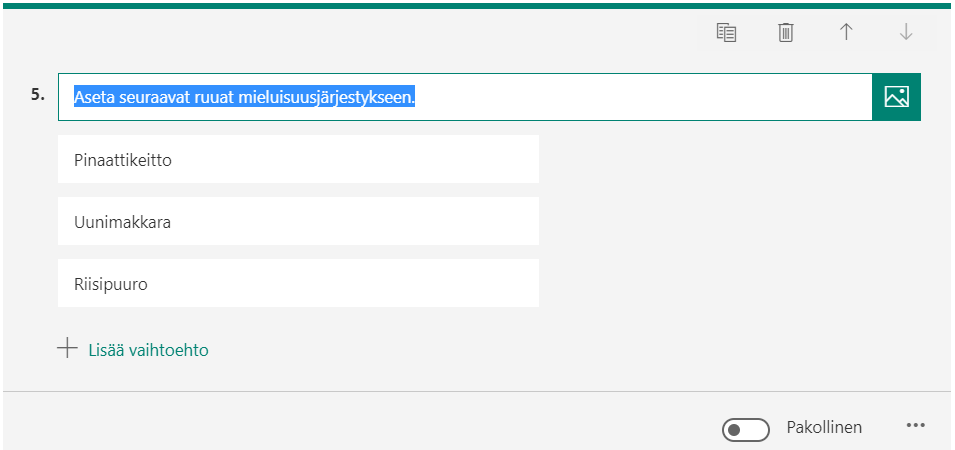 5. Aseta seuraavat ruuat mieluisuusjärjestykseen.
Pinaattikeitto
Uunimakkara
Riisipuuro
Lisää vaihtoehto
Pakollinen